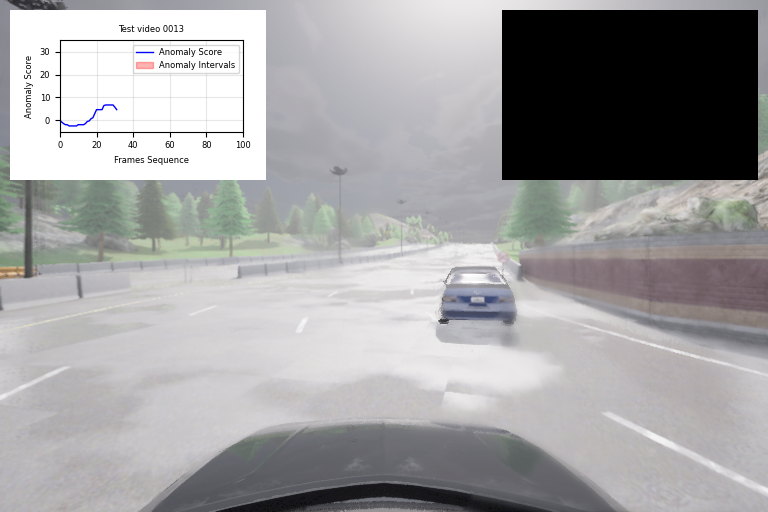 Test video 0013
Anomaly Score
30
20
10
0
Anomaly Score
Anomaly Intervals
0 20 40 60 80 100
Frames Sequence